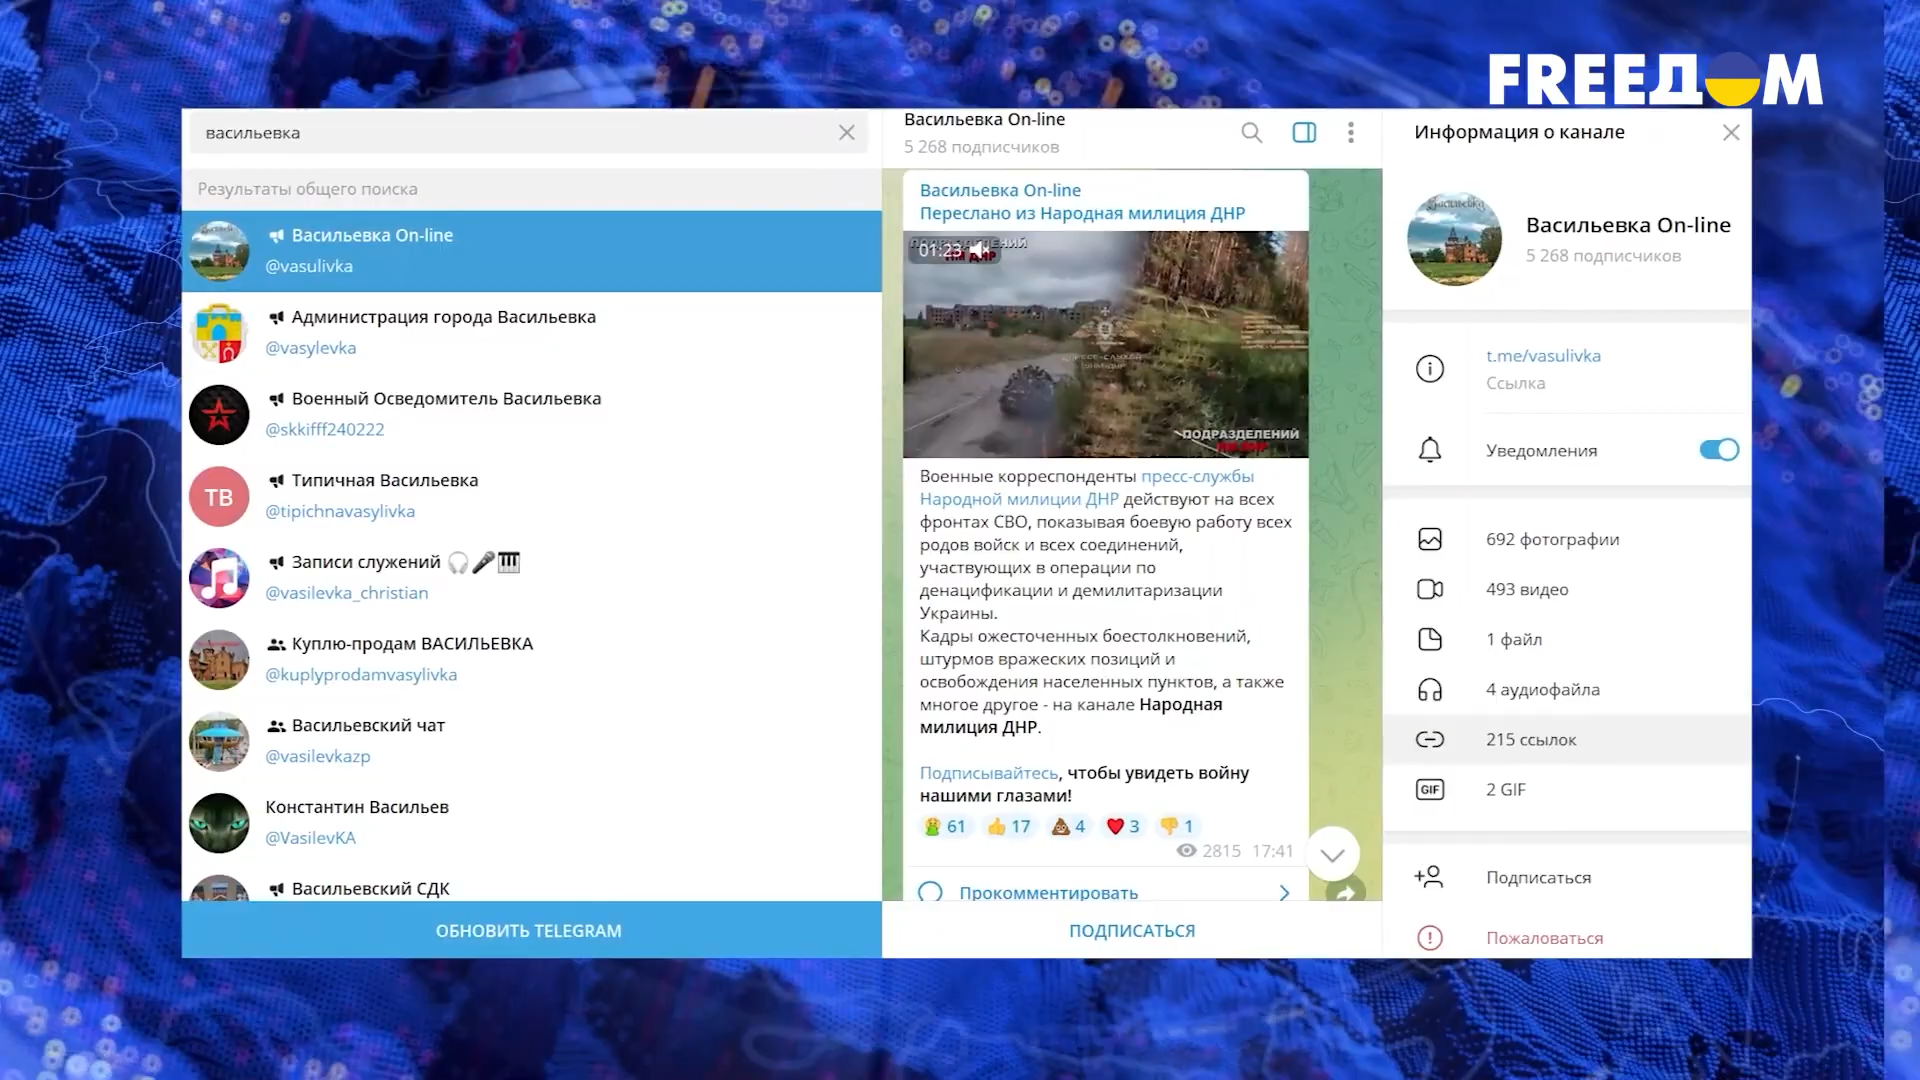 FREEДОМ
васильевка
Результаты общего поиска
Васильевка On-line
@vasulivka
Администрация города Васильевка
@vasylevka
Военный Осведомитель Васильевка
@skkifff240222
ТВ
Типичная Васильевка
@tipichnavasylivka
Записи служений
@vasilevka_christian
Куплю-продам ВАСИЛЬЕВКА
@kuplyprodamvasylivka
Васильевский чат
@vasilevkazp
Константин Васильев
@VasilevKA
Васильевский СДК
ОБНОВИТЬ TELEGRAM
Васильевка On-line
5 268 подписчиков
Васильевка On-line
Переслано из Народная милиция ДНР
01:23
ПОДРАЗДЕЛЕНИЙ
Военные корреспонденты пресс-службы
Народной милиции ДНР действуют на всех
фронтах СВО, показывая боевую работу всех
родов войск и всех соединений,
участвующих в операции по
денацификации и демилитаризации
Украины.
Кадры ожесточенных боестолкновений,
штурмов вражеских позиций и
освобождения населенных пунктов, а также
многое другое - на канале Народная
милиция ДНР.
Подписывайтесь, чтобы увидеть войну
нашими глазами!
61 17 4 3 1
2815 17:41
Прокомментировать
ПОДПИСАТЬСЯ
Информация о канале
Васильевка On-line
5 268 подписчиков
t.me/vasulivka
Ссылка
Уведомления
692 фотографии
493 видео
1 файл
4 аудиофайла
215 ссылок
GIF
2 GIF
Подписаться
Пожаловаться